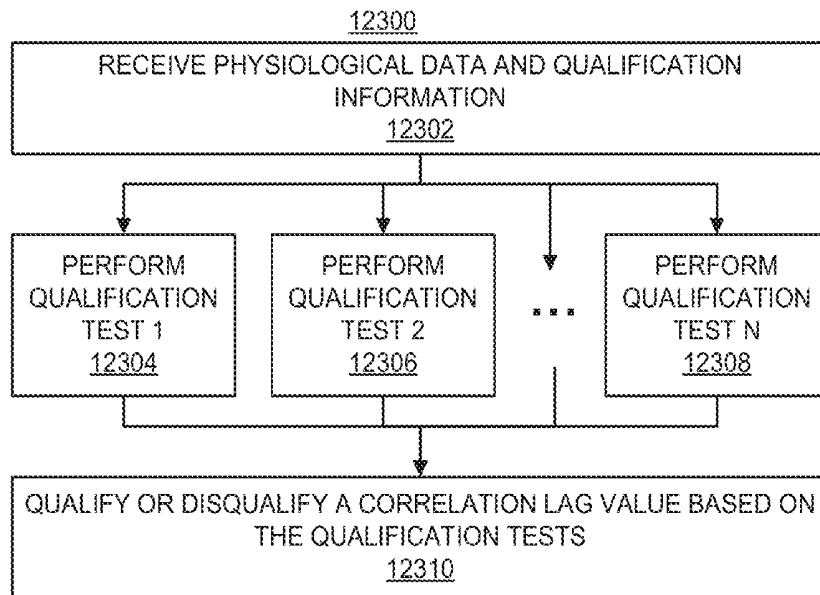 12300
RECEIVE PHYSIOLOGICAL DATA AND QUALIFICATION
INFORMATION
12302
PERFORM
QUALIFICATION
TEST 1
12304
PERFORM
QUALIFICATION
TEST 2
12306
...
PERFORM
QUALIFICATION
TEST N
12308
QUALIFY OR DISQUALIFY A CORRELATION LAG VALUE BASED ON
THE QUALIFICATION TESTS
12310